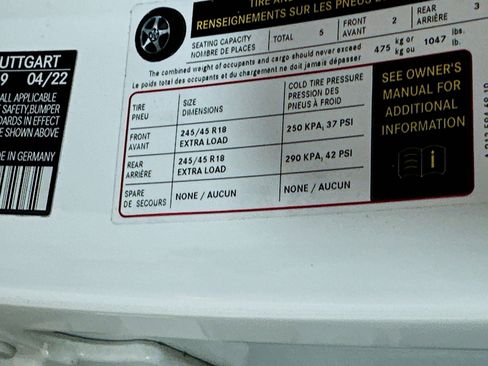 TIRE AND
RENSEIGNEMENTS SUR LES PNEUS
SEATING CAPACITY
NOMBRE DE PLACES
TOTAL 5
FRONT
AVANT
2
REAR
ARRIÈRE
3
The combined weight of occupants and cargo should never exceed
Le poids total des occupants et du chargement ne doit jamais dépasser
475 kg or
kg ou
1047 lbs.
lb.
TIRE
PNEU
SIZE
DIMENSIONS
COLD TIRE PRESSURE
PRESSION DES
PNEUS À FROID
FRONT
AVANT
245/45 R18
EXTRA LOAD
250 KPA, 37 PSI
REAR
ARRIÈRE
245/45 R18
EXTRA LOAD
290 KPA, 42 PSI
SPARE
DE SECOURS
NONE / AUCUN
NONE / AUCUN
SEE OWNER'S
MANUAL FOR
ADDITIONAL
INFORMATION
UTTGART
9 04/22
ALL APPLICABLE
SAFETY,BUMPER
DARDS IN EFFECT
E SHOWN ABOVE
DE IN GERMANY